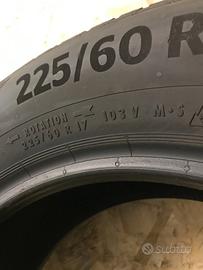 225/60 R
ROTATION
225/60 R 17 103 V M+S
subito